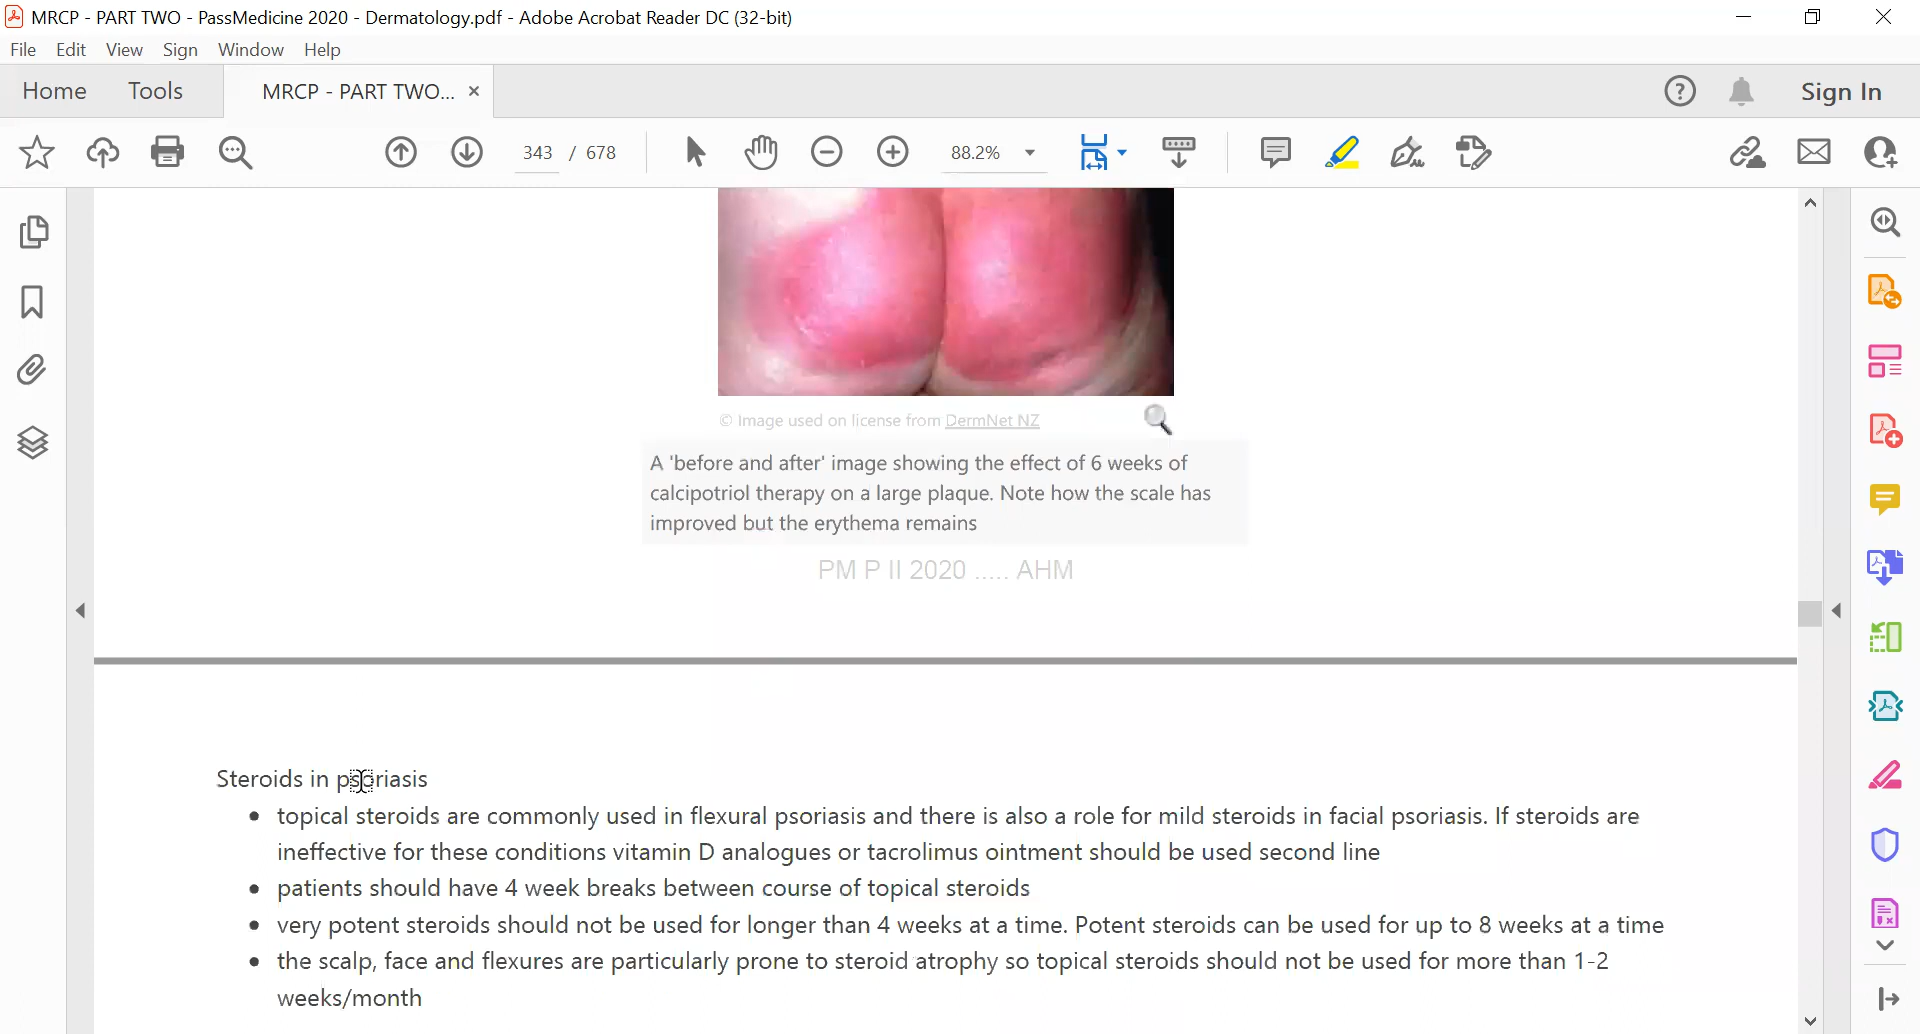 MRCP - PART TWO - PassMedicine 2020 - Dermatology.pdf - Adobe Acrobat Reader DC (32-bit)
File Edit View Sign Window Help
Home Tools MRCP - PART TWO... × Sign In
343 / 678 88.2%
© Image used on license from DermNet NZ
A 'before and after' image showing the effect of 6 weeks of
calcipotriol therapy on a large plaque. Note how the scale has
improved but the erythema remains
PM P II 2020 ..... AHM
Steroids in psoriasis
• topical steroids are commonly used in flexural psoriasis and there is also a role for mild steroids in facial psoriasis. If steroids are
ineffective for these conditions vitamin D analogues or tacrolimus ointment should be used second line
• patients should have 4 week breaks between course of topical steroids
• very potent steroids should not be used for longer than 4 weeks at a time. Potent steroids can be used for up to 8 weeks at a time
• the scalp, face and flexures are particularly prone to steroid atrophy so topical steroids should not be used for more than 1-2
weeks/month